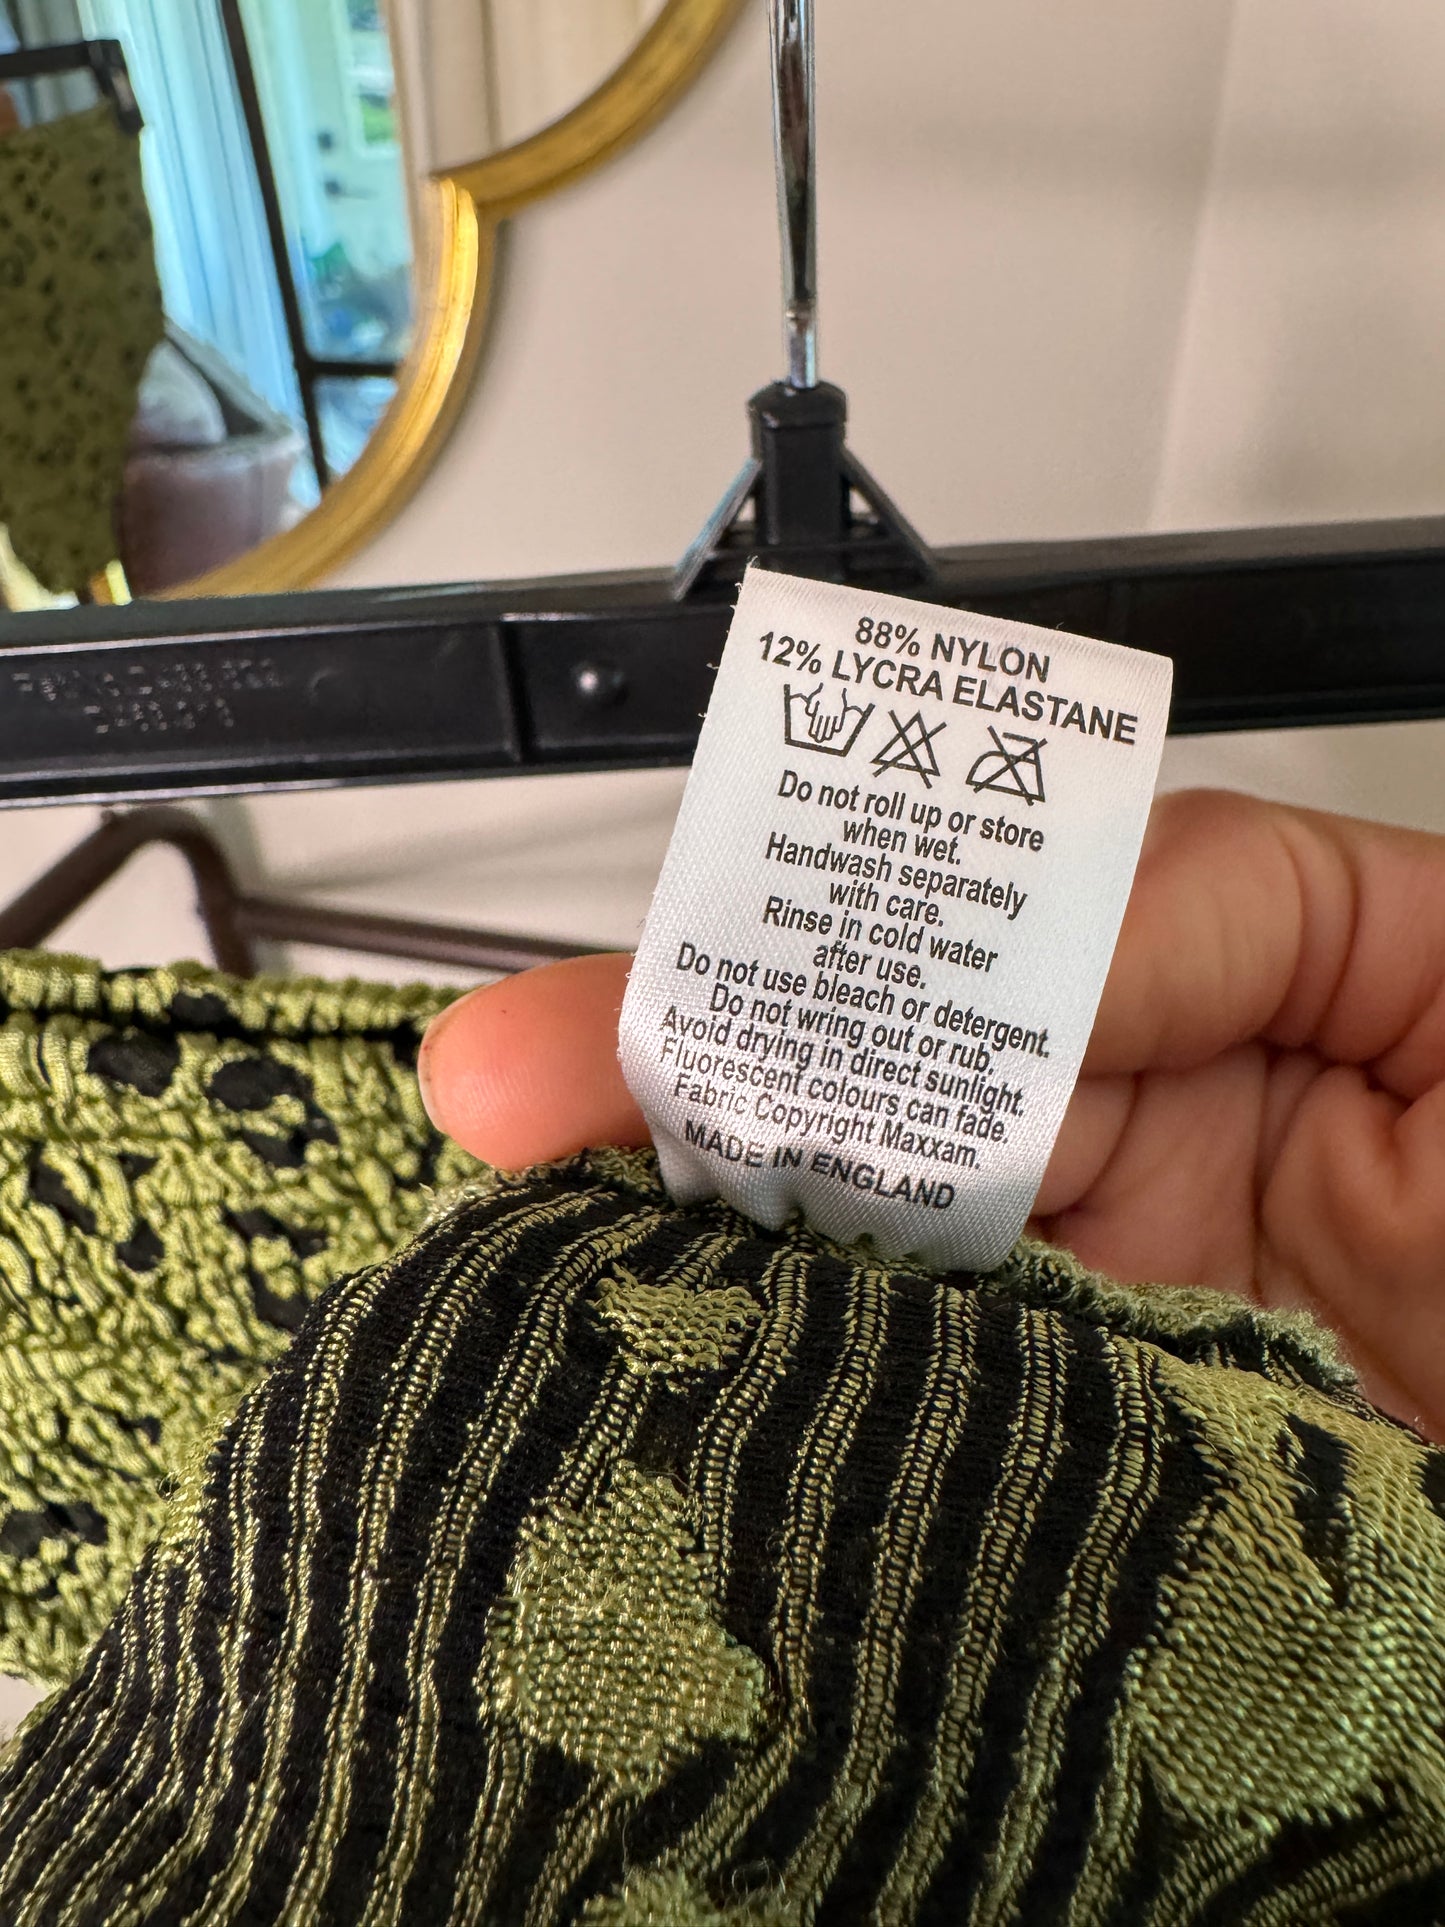 88% NYLON
12% LYCRA ELASTANE
Do not roll up or store
when wet.
Handwash separately
with care.
Rinse in cold water
after use.
Do not use bleach or detergent.
Do not wring out or rub.
Avoid drying in direct sunlight.
Fluorescent colours can fade.
Fabric Copyright Maxxam.
MADE IN ENGLAND